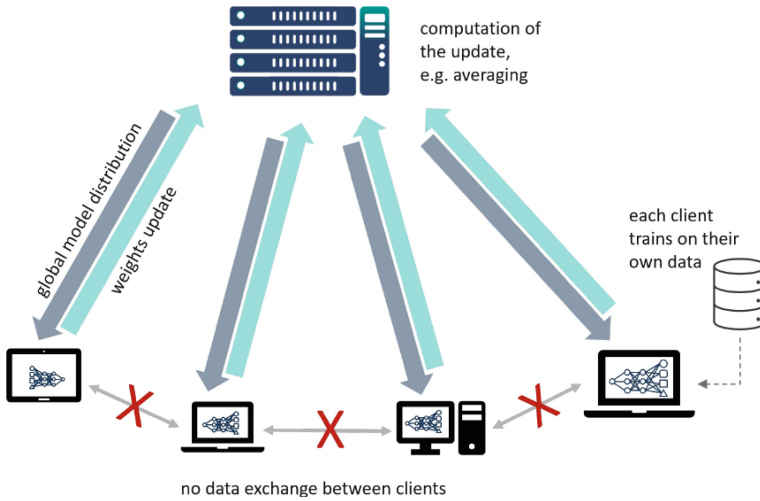 computation of
the update,
e.g. averaging
global model distribution
weights update
each client
trains on their
own data
no data exchange between clients